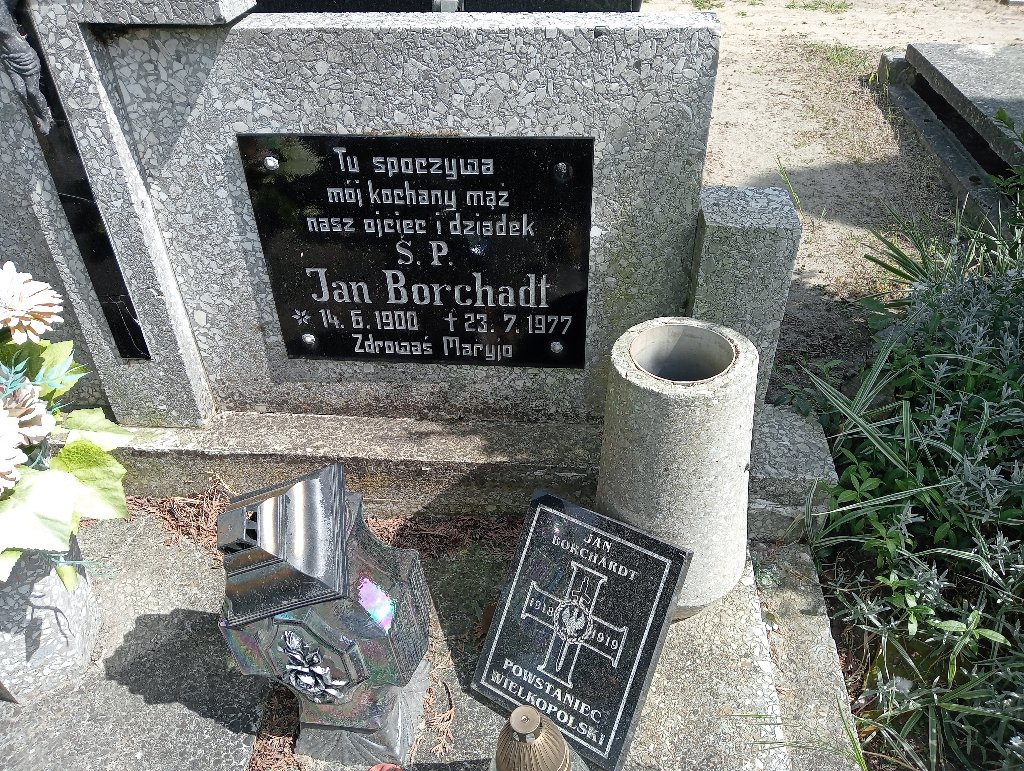 Tu spoczywa
mój kochany mąż
nasz ojciec i dziadek
Ś. P.
Jan Borchadt
* 14. 6. 1900 † 23. 7. 1977
Zdrowaś Maryjo
JAN
BORCHARDT
1918 1919
POWSTANIEC
WIELKOPOLSKI